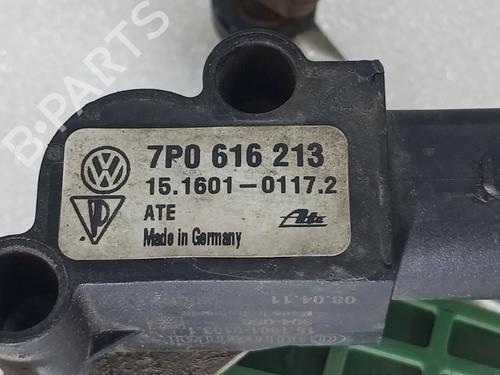 B-PARTS
7P0 616 213
15.1601-0117.2
ATE
Made in Germany
Ate
08.04.11